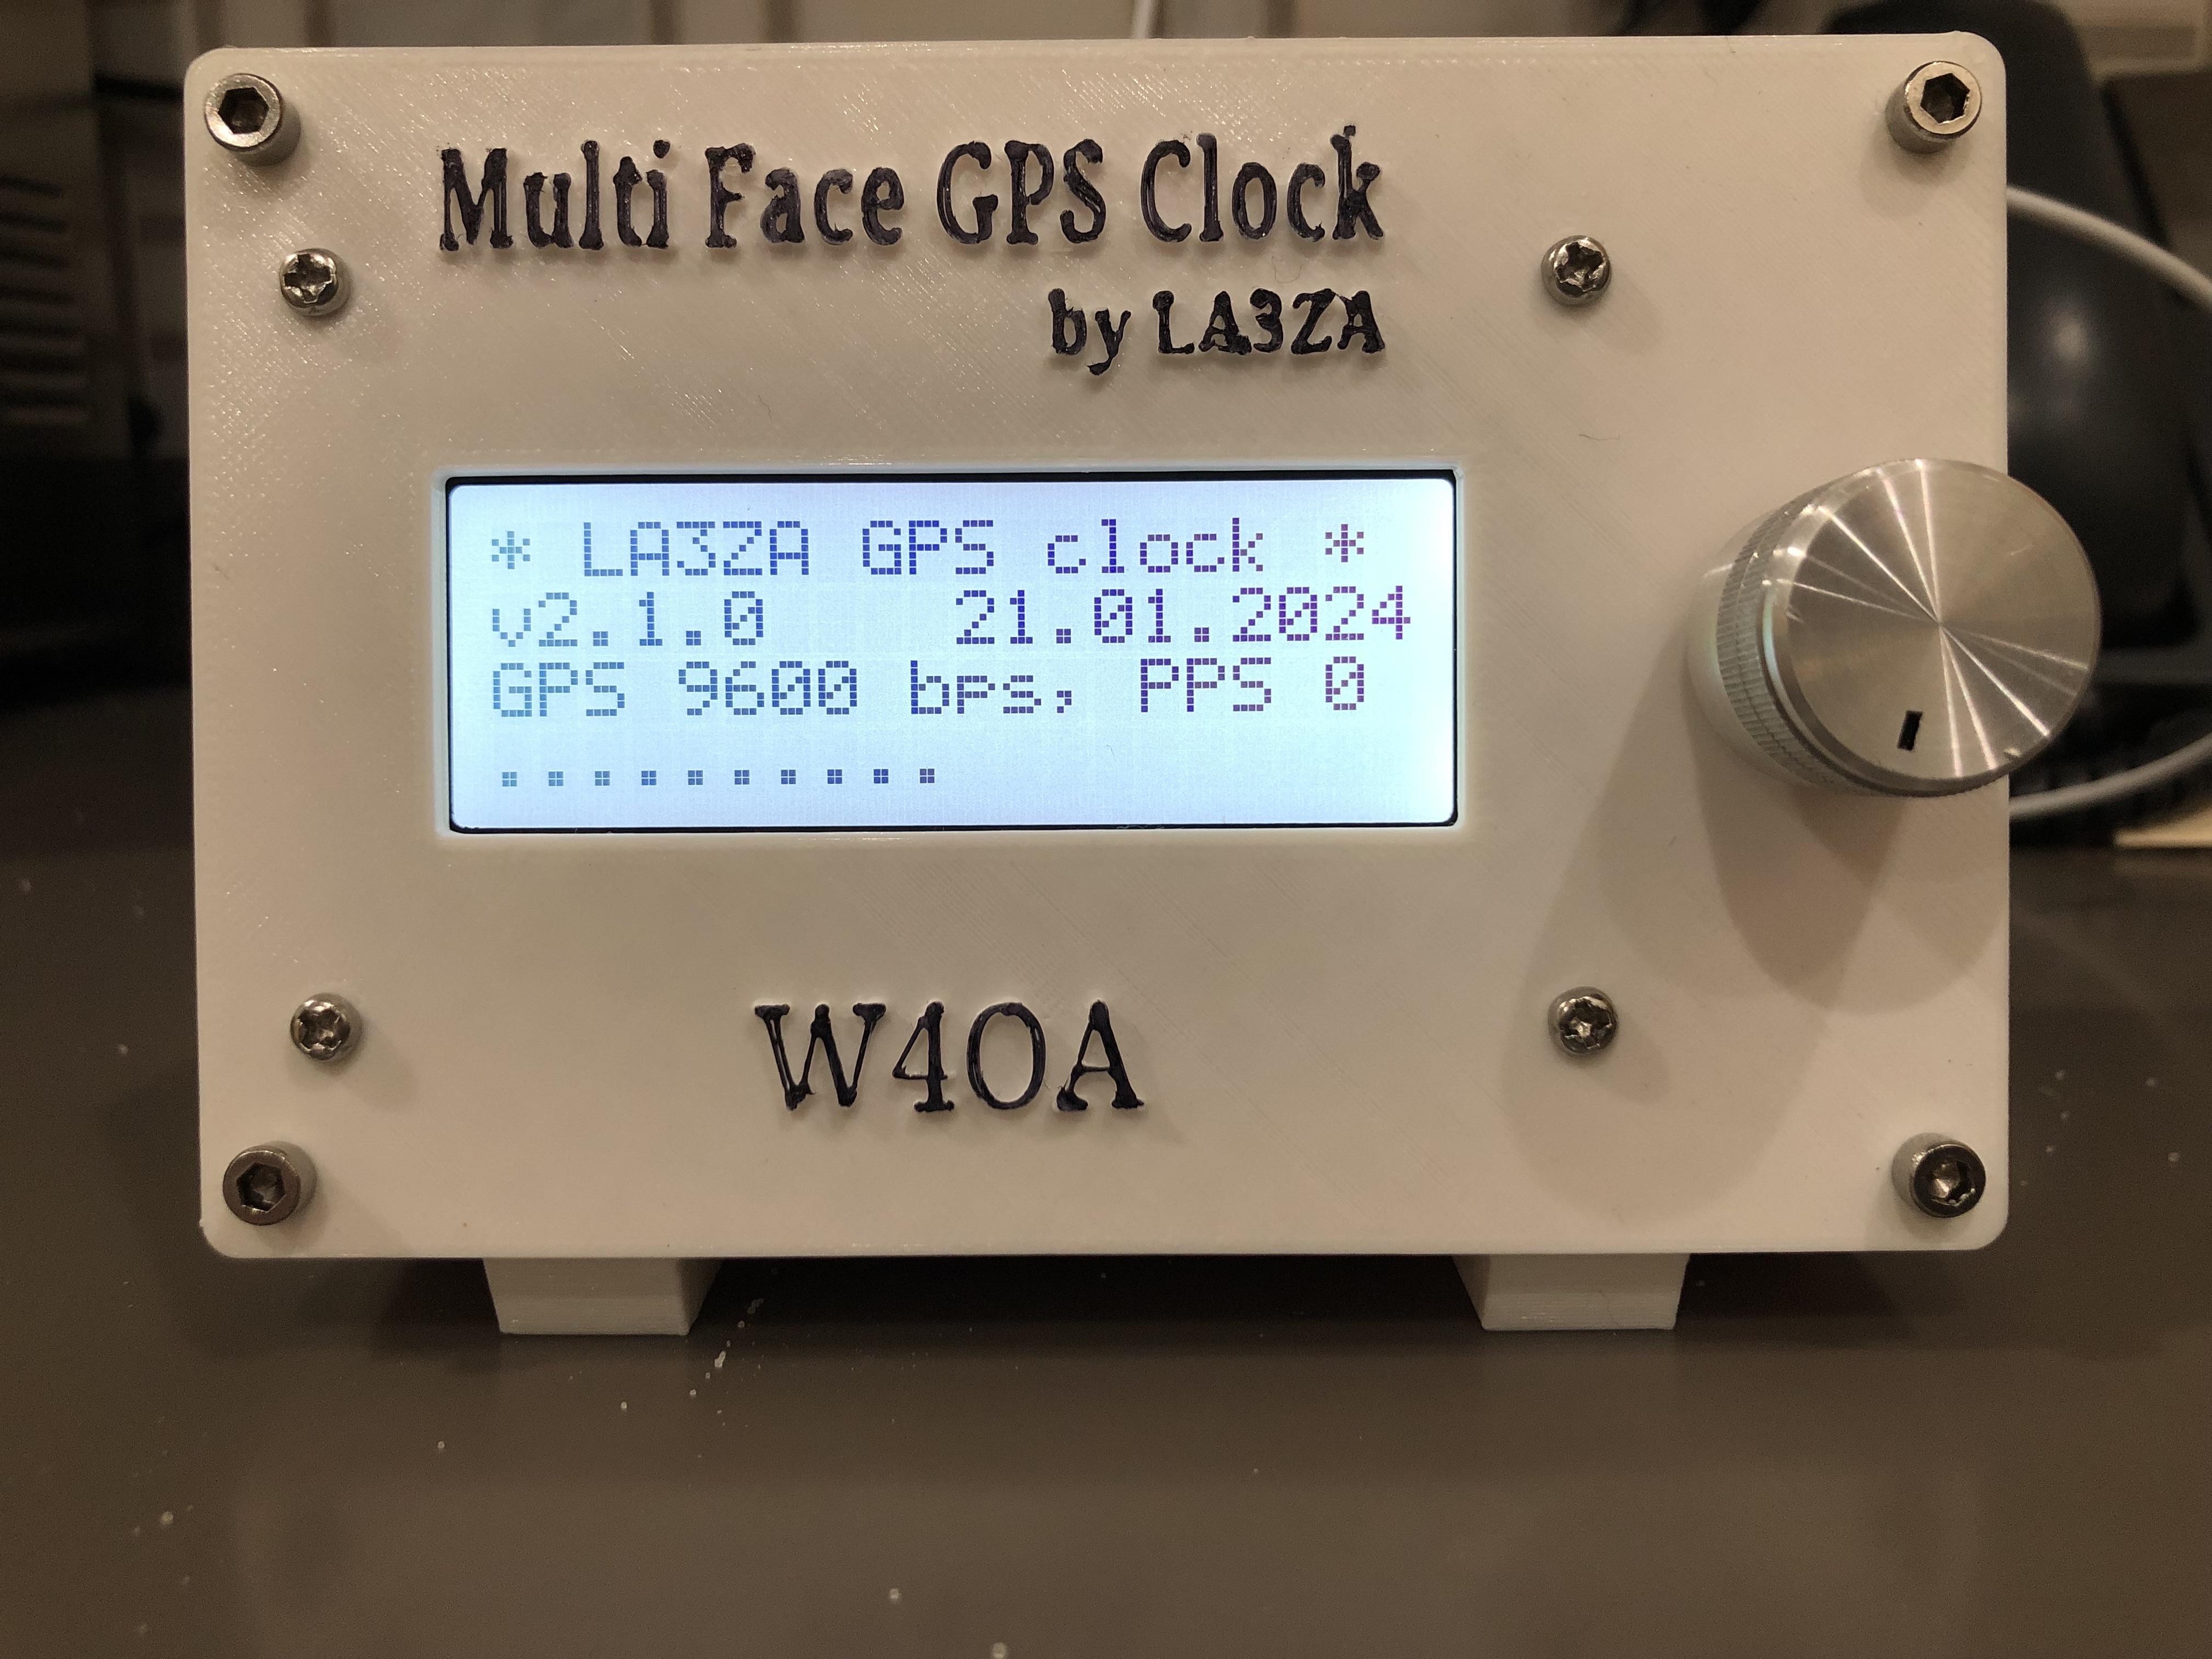 Multi Face GPS Clock
by LA3ZA
* LA3ZA GPS clock *
v2.1.0 21.01.2024
GPS 9600 bps, PPS 0
..........
W4OA